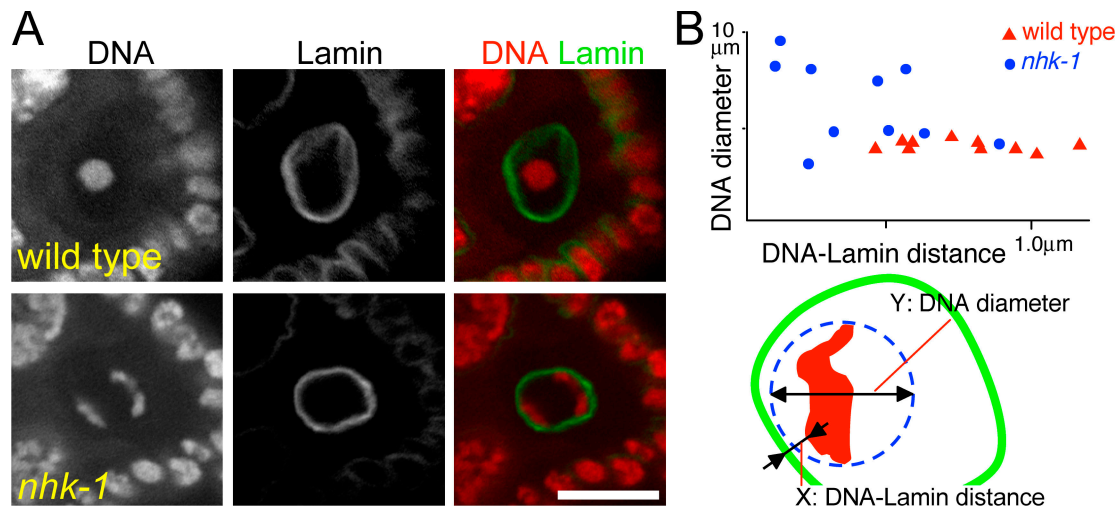 A
DNA
Lamin
DNA Lamin
wild type
nhk-1
B
10
μm
DNA diameter
wild type
nhk-1
DNA-Lamin distance
1.0μm
Y: DNA diameter
X: DNA-Lamin distance